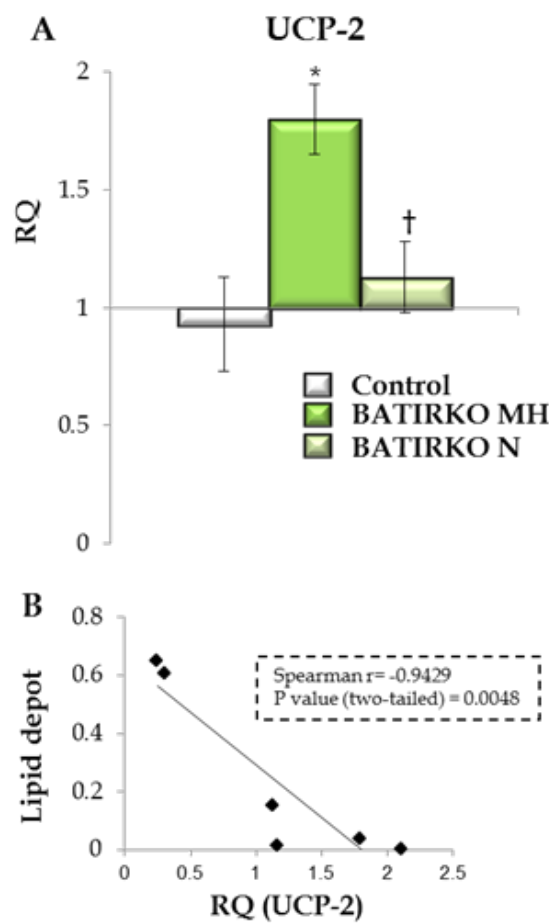 A
UCP-2
2
*
1.5
RQ
†
1
Control
BATIRKO MH
BATIRKO N
0.5
0
B
0.8
Spearman r= -0.9429
P value (two-tailed) = 0.0048
0.6
Lipid depot
0.4
0.2
0
0 0.5 1 1.5 2 2.5
RQ (UCP-2)